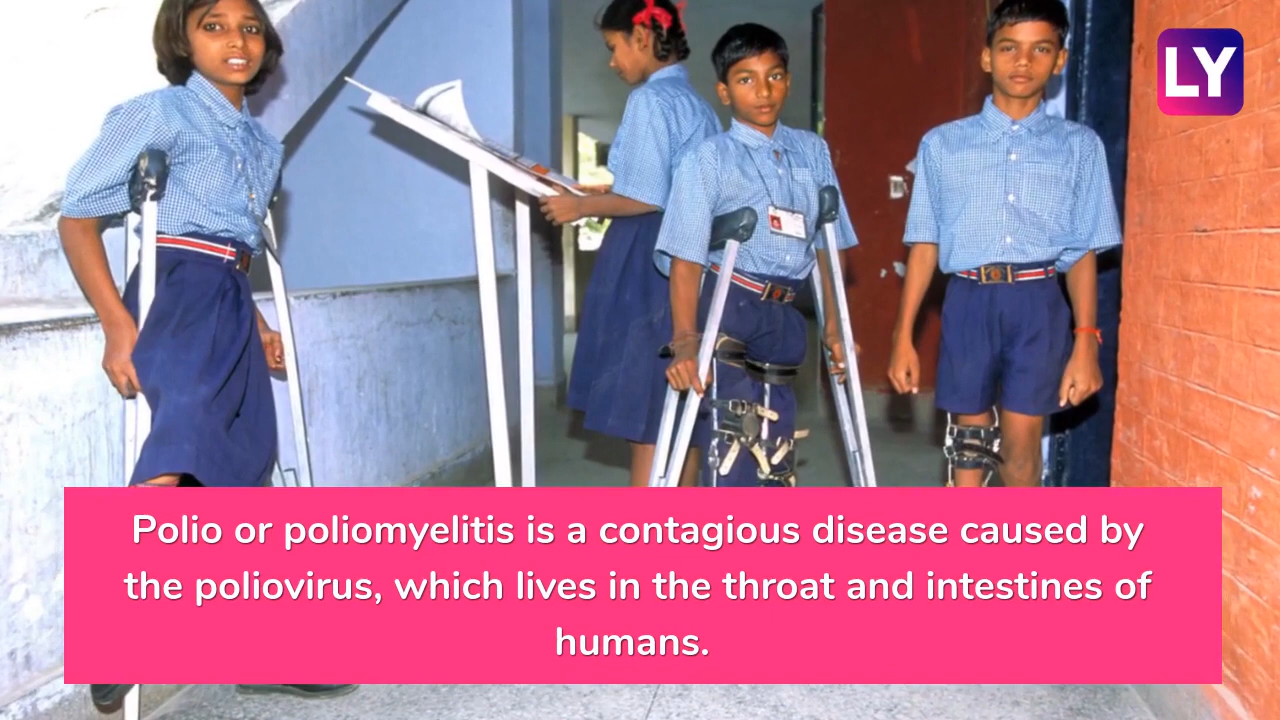 LY
Polio or poliomyelitis is a contagious disease caused by
the poliovirus, which lives in the throat and intestines of
humans.